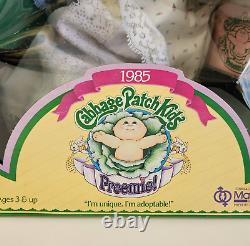 1985
Cabbage Patch Kids
Preemie!
ages 3 & up
"I'm unique. I'm adoptable!"